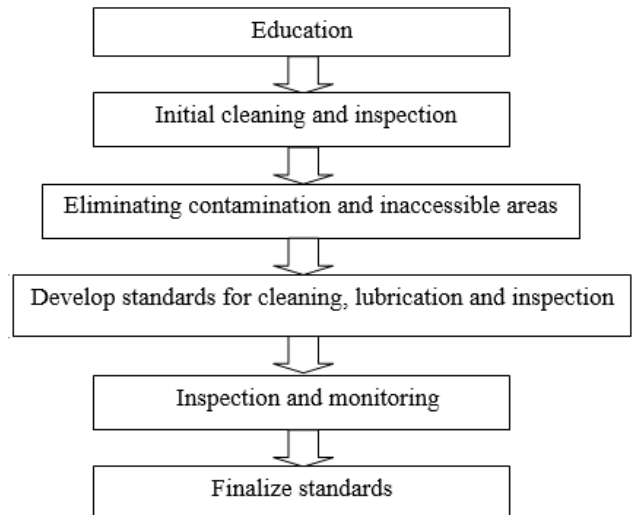 Education
Initial cleaning and inspection
Eliminating contamination and inaccessible areas
Develop standards for cleaning, lubrication and inspection
Inspection and monitoring
Finalize standards